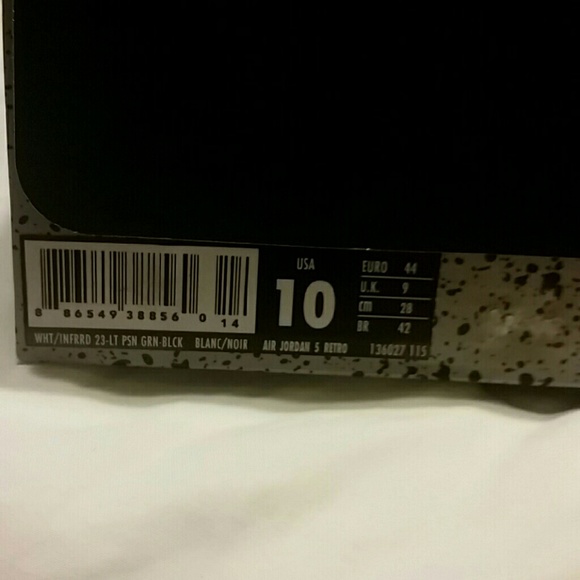 USA
10
EURO 44
U.K. 9
cm 28
BR 42
8 86549 38856 0 14
WHT/INFRRD 23-LT PSN GRN-BLCK BLANC/NOIR AIR JORDAN 5 RETRO 136027 115